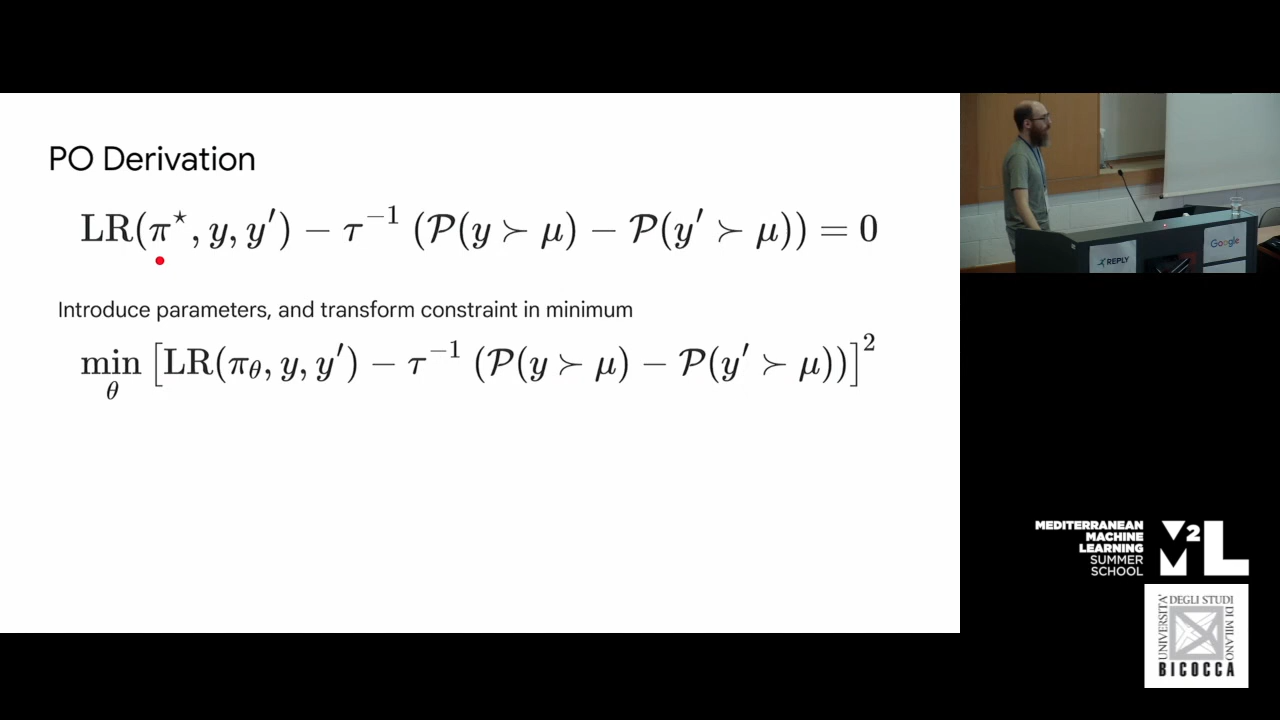 PO Derivation
LR(π⋆, y, y′) − τ⁻¹ (𝒫(y ≻ μ) − 𝒫(y′ ≻ μ)) = 0
Introduce parameters, and transform constraint in minimum
min_θ [LR(π_θ, y, y′) − τ⁻¹ (𝒫(y ≻ μ) − 𝒫(y′ ≻ μ))]²
REPLY
Google
MEDITERRANEAN
MACHINE
LEARNING
SUMMER
SCHOOL
M²L
UNIVERSITÀ
DEGLI STUDI
DI MILANO
BICOCCA